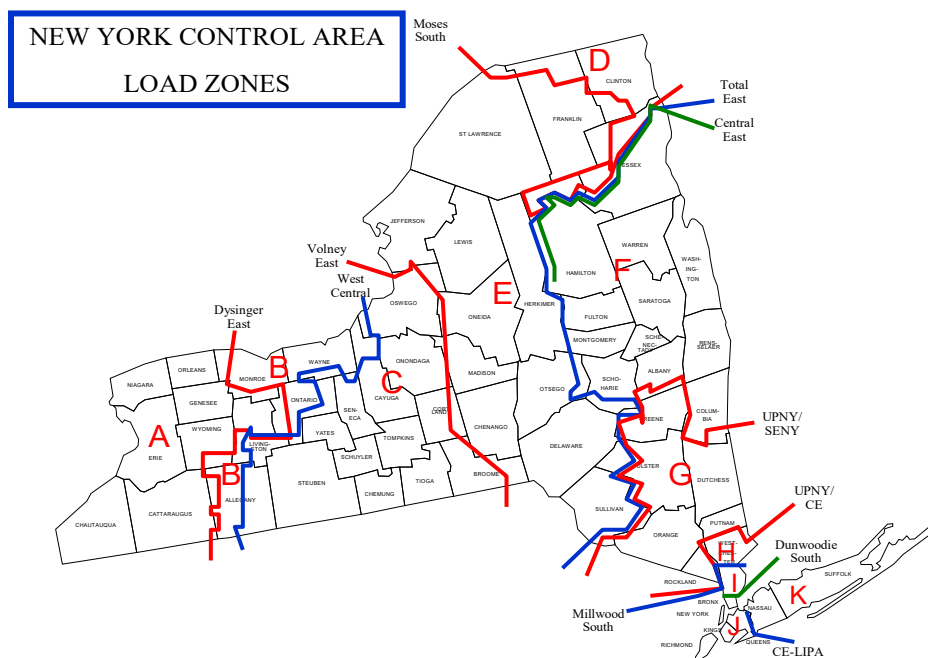 NEW YORK CONTROL AREA
LOAD ZONES
Moses
South
D
CLINTON
Total
East
FRANKLIN
Central
East
ST LAWRENCE
ESSEX
JEFFERSON
LEWIS
WARREN
WASH-
ING-
TON
Volney
East
West
Central
HAMILTON
F
E
OSWEGO
HERKIMER
SARATOGA
ONEIDA
FULTON
Dysinger
East
MONTGOMERY
SCHE
NEC-
TADY
RENS-
SELAER
WAYNE
ONONDAGA
ORLEANS
B
MONROE
MADISON
ALBANY
NIAGARA
C
CAYUGA
OTSEGO
SCHO-
HARIE
GENESEE
ONTARIO
SEN-
ECA
CORT
LAND
COLUM-
BIA
UPNY/
SENY
GREENE
CHENANGO
WYOMING
A
YATES
TOMPKINS
DELAWARE
LIVING-
STON
ERIE
SCHUYLER
B
ULSTER
G
BROOME
TIOGA
DUTCHESS
STEUBEN
CHEMUNG
ALLEGANY
UPNY/
CE
CATTARAUGUS
SULLIVAN
CHAUTAUQUA
PUTNAM
ORANGE
WEST-
CHES-
TER
H
Dunwoodie
South
SUFFOLK
ROCKLAND
I
K
BRONX
NASSAU
Millwood
South
NEW YORK
J
KINGS
QUEENS
RICHMOND
CE-LIPA